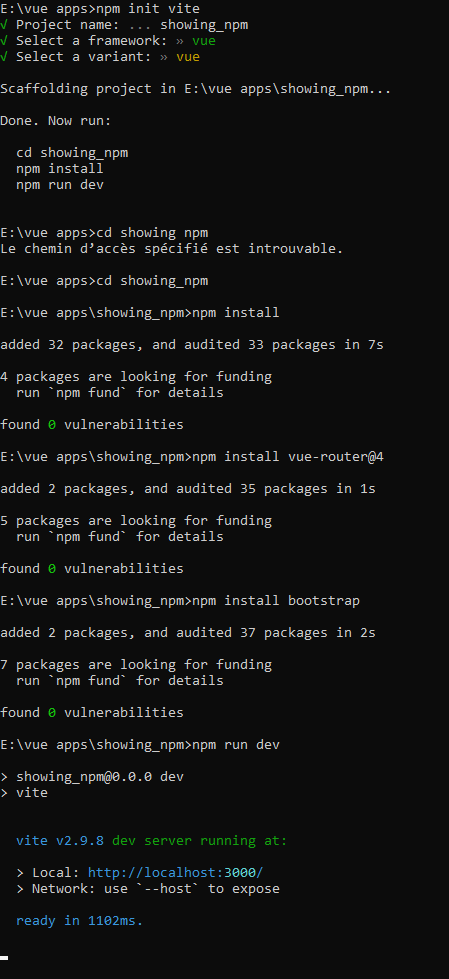 E:\vue apps>npm init vite
√ Project name: ... showing_npm
√ Select a framework: » vue
√ Select a variant: » vue
Scaffolding project in E:\vue apps\showing_npm...
Done. Now run:
cd showing_npm
npm install
npm run dev
E:\vue apps>cd showing npm
Le chemin d’accès spécifié est introuvable.
E:\vue apps>cd showing_npm
E:\vue apps\showing_npm>npm install
added 32 packages, and audited 33 packages in 7s
4 packages are looking for funding
run `npm fund` for details
found 0 vulnerabilities
E:\vue apps\showing_npm>npm install vue-router@4
added 2 packages, and audited 35 packages in 1s
5 packages are looking for funding
run `npm fund` for details
found 0 vulnerabilities
E:\vue apps\showing_npm>npm install bootstrap
added 2 packages, and audited 37 packages in 2s
7 packages are looking for funding
run `npm fund` for details
found 0 vulnerabilities
E:\vue apps\showing_npm>npm run dev
> showing_npm@0.0.0 dev
> vite
vite v2.9.8 dev server running at:
> Local: http://localhost:3000/
> Network: use `--host` to expose
ready in 1102ms.